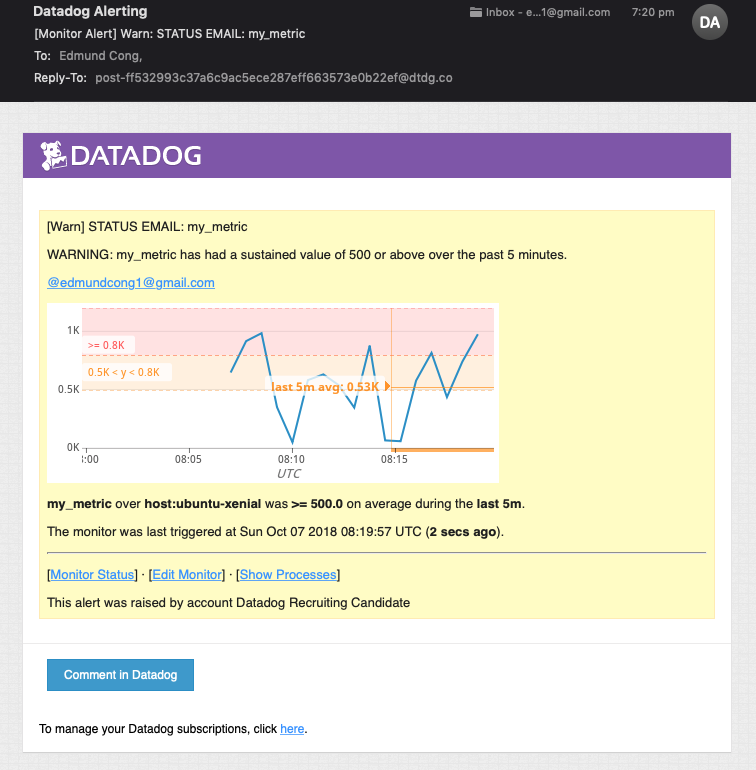 Datadog Alerting
Inbox - e...1@gmail.com 7:20 pm
DA
[Monitor Alert] Warn: STATUS EMAIL: my_metric
To: Edmund Cong,
Reply-To: post-ff532993c37a6c9ac5ece287eff663573e0b22ef@dtdg.co
DATADOG
[Warn] STATUS EMAIL: my_metric
WARNING: my_metric has had a sustained value of 500 or above over the past 5 minutes.
@edmundcong1@gmail.com
1K
>= 0.8K
0.5K < y < 0.8K
0.5K
last 5m avg: 0.53K
0K
:00 08:05 08:10 08:15
UTC
my_metric over host:ubuntu-xenial was >= 500.0 on average during the last 5m.
The monitor was last triggered at Sun Oct 07 2018 08:19:57 UTC (2 secs ago).
[Monitor Status] · [Edit Monitor] · [Show Processes]
This alert was raised by account Datadog Recruiting Candidate
Comment in Datadog
To manage your Datadog subscriptions, click here.